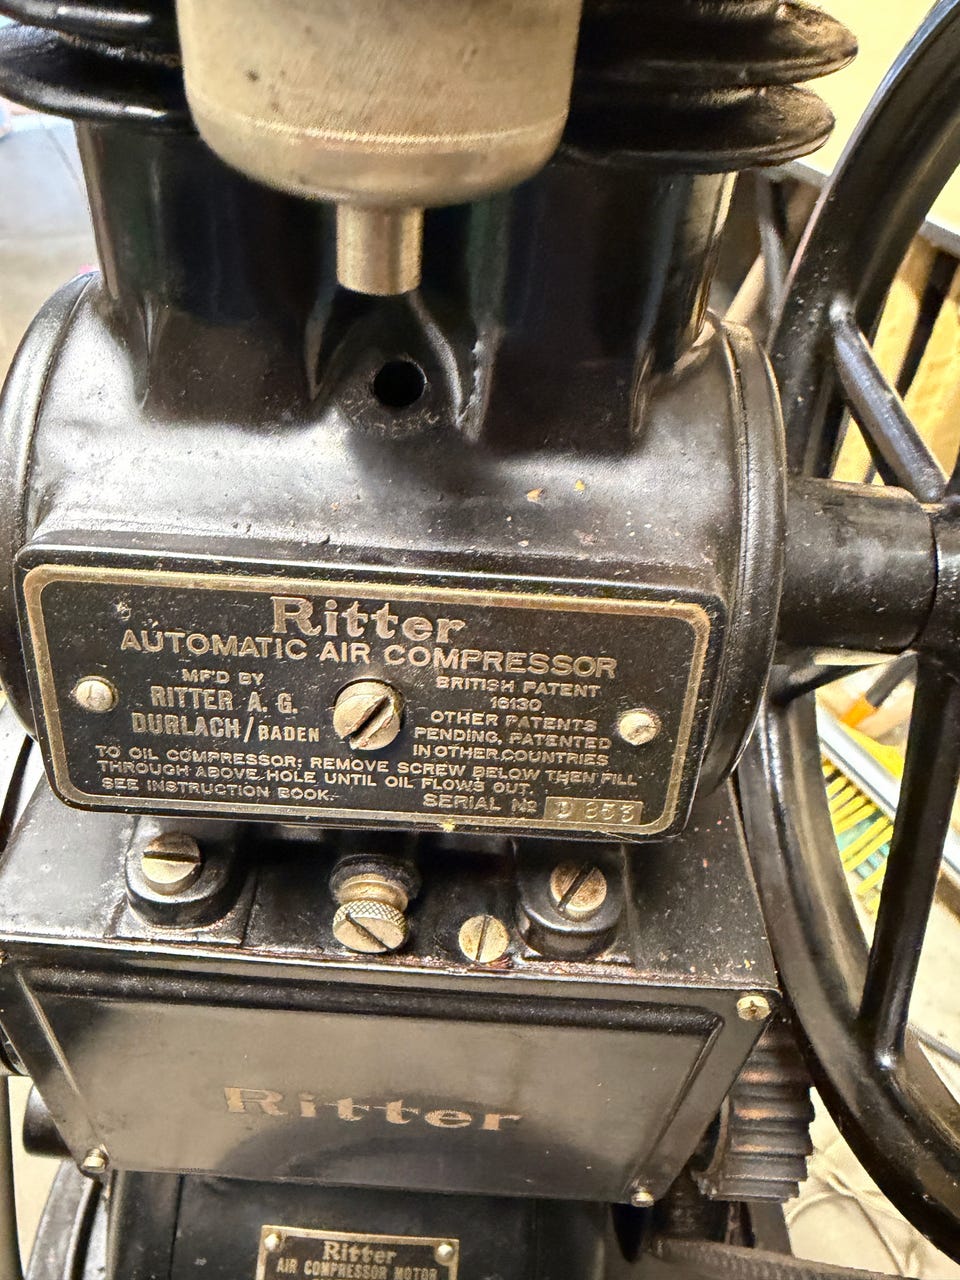 Ritter
AUTOMATIC AIR COMPRESSOR
MF'D BY
RITTER A. G.
DURLACH/BADEN
BRITISH PATENT
16130
OTHER PATENTS
PENDING, PATENTED
IN OTHER COUNTRIES
TO OIL COMPRESSOR; REMOVE SCREW BELOW THEN FILL
THROUGH ABOVE HOLE UNTIL OIL FLOWS OUT.
SEE INSTRUCTION BOOK.
SERIAL No
Ritter
Ritter
AIR COMPRESSOR MOTOR